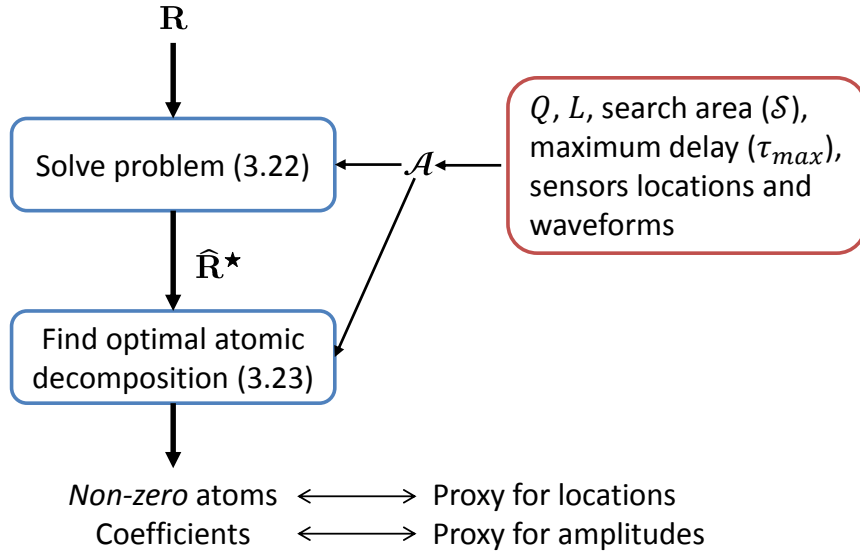 R
Solve problem (3.22)
𝒜
Q, L, search area (𝒮),
maximum delay (τ_max),
sensors locations and
waveforms
R̂★
Find optimal atomic
decomposition (3.23)
Non-zero atoms ⟷ Proxy for locations
Coefficients ⟷ Proxy for amplitudes